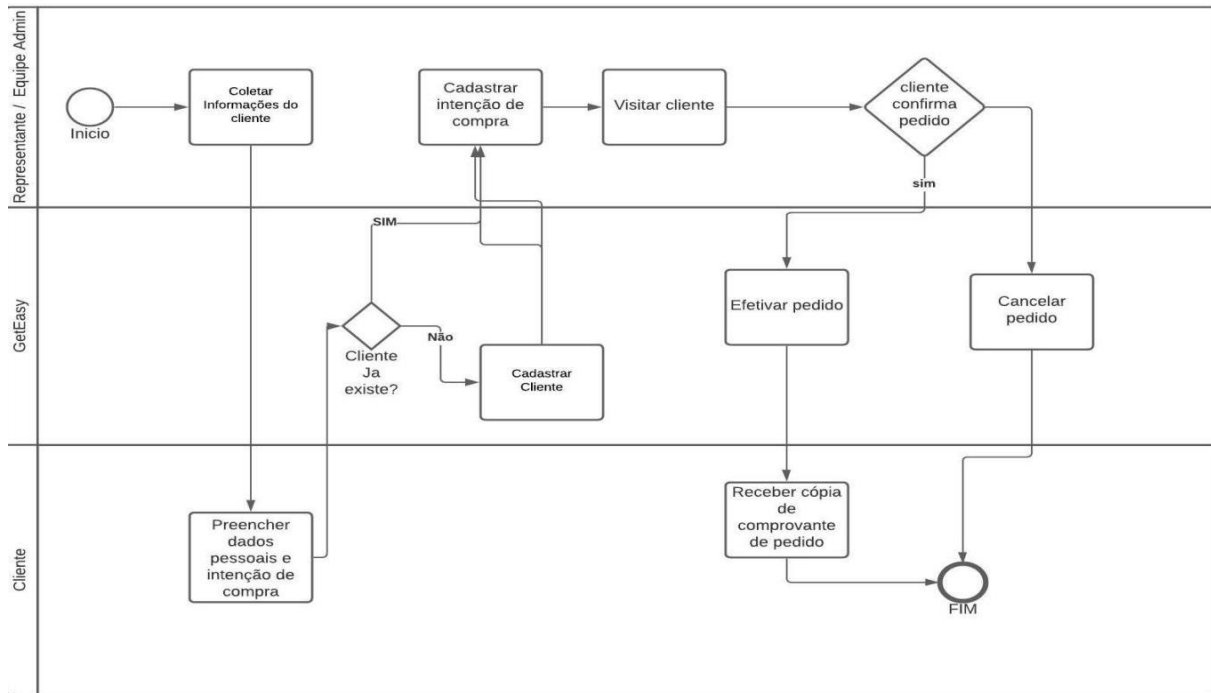 Representante / Equipe Admin
Inicio
Coletar
Informações do
cliente
Cadastrar
intenção de
compra
Visitar cliente
cliente
confirma
pedido
sim
GetEasy
SIM
Cliente
Ja
existe?
Não
Cadastrar
Cliente
Efetivar pedido
Cancelar
pedido
Cliente
Preencher
dados
pessoais e
intenção de
compra
Receber cópia
de
comprovante
de pedido
FIM